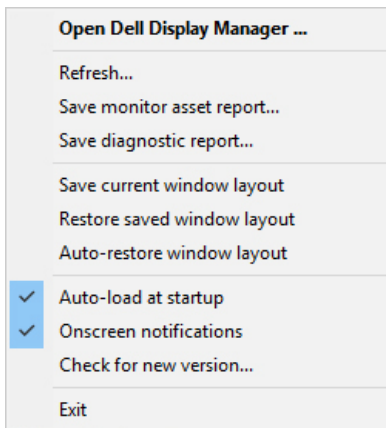 Open Dell Display Manager ...
Refresh...
Save monitor asset report...
Save diagnostic report...
Save current window layout
Restore saved window layout
Auto-restore window layout
Auto-load at startup
Onscreen notifications
Check for new version...
Exit